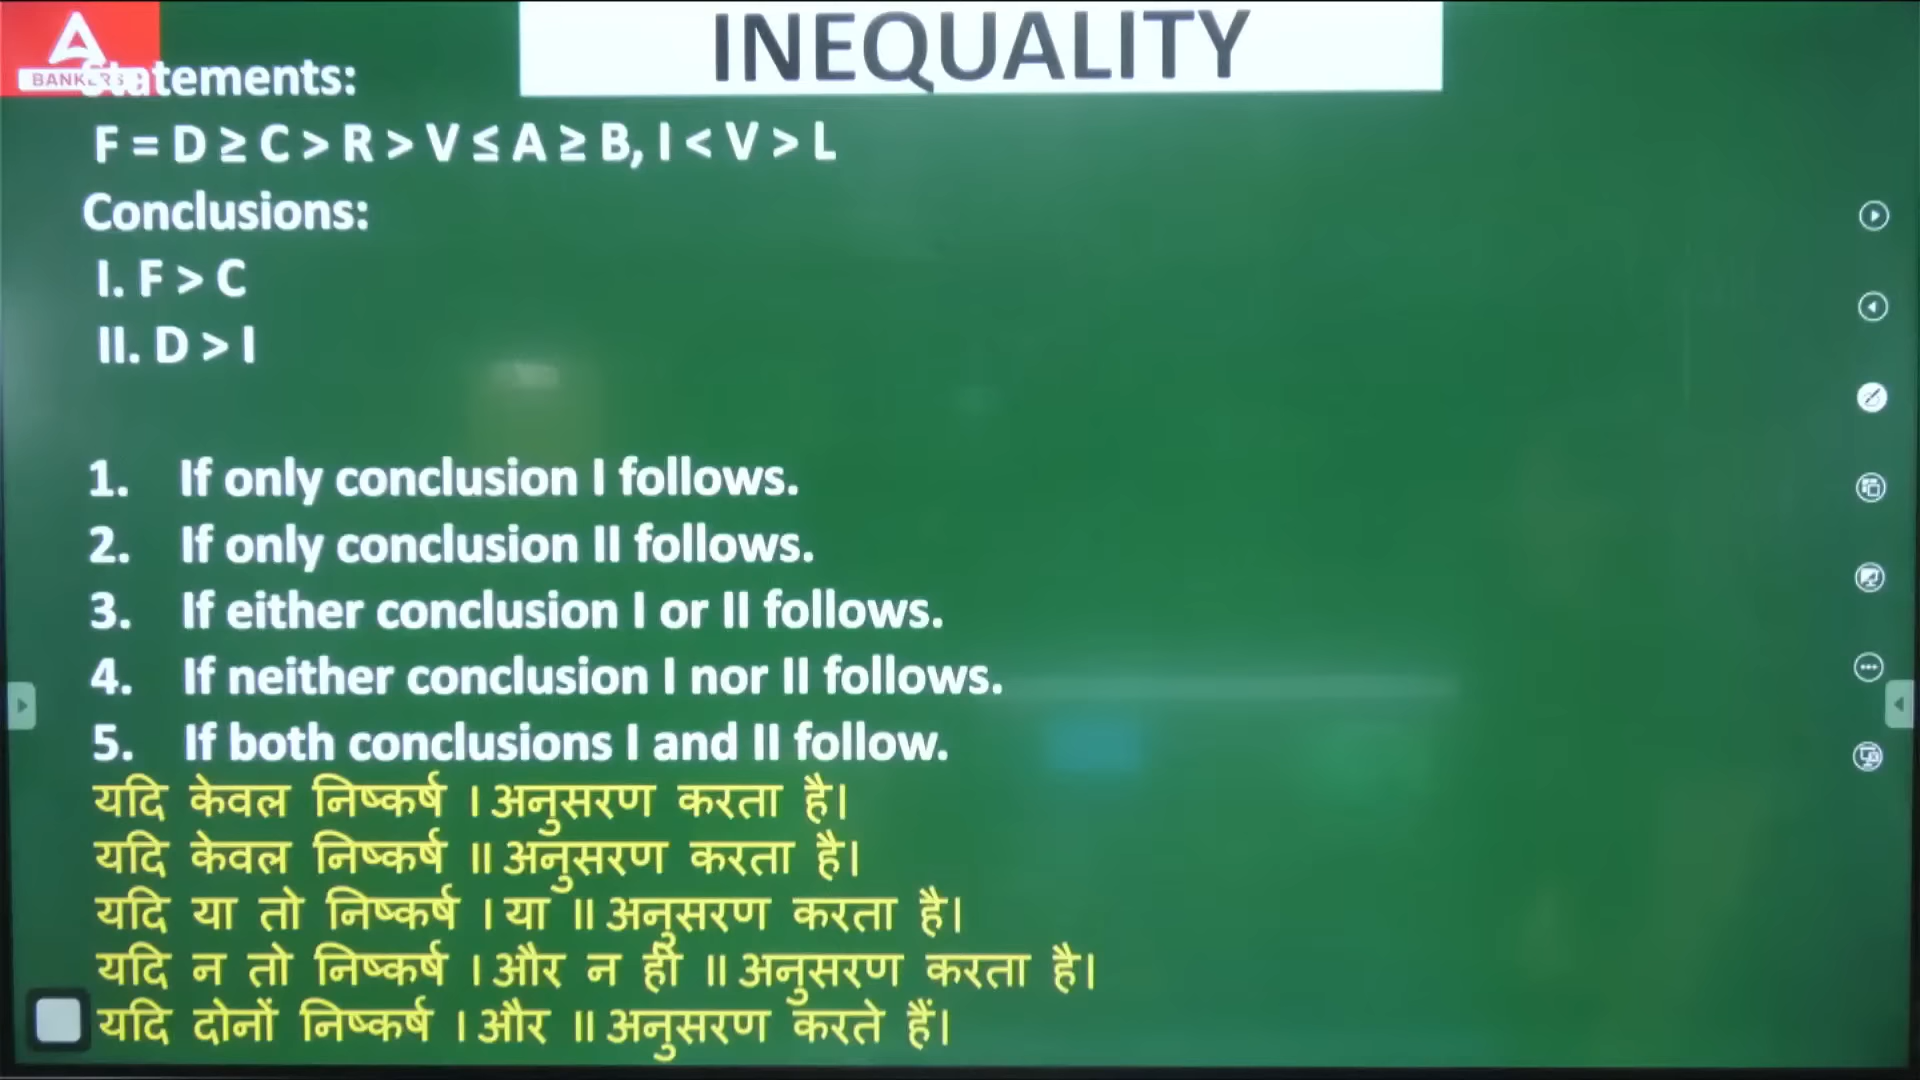 INEQUALITY
A
BANKERS
Statements:
F = D ≥ C > R > V ≤ A ≥ B, I < V > L
Conclusions:
I. F > C
II. D > I
1. If only conclusion I follows.
2. If only conclusion II follows.
3. If either conclusion I or II follows.
4. If neither conclusion I nor II follows.
5. If both conclusions I and II follow.
यदि केवल निष्कर्ष I अनुसरण करता है।
यदि केवल निष्कर्ष II अनुसरण करता है।
यदि या तो निष्कर्ष I या II अनुसरण करता है।
यदि न तो निष्कर्ष I और न ही II अनुसरण करता है।
यदि दोनों निष्कर्ष I और II अनुसरण करते हैं।